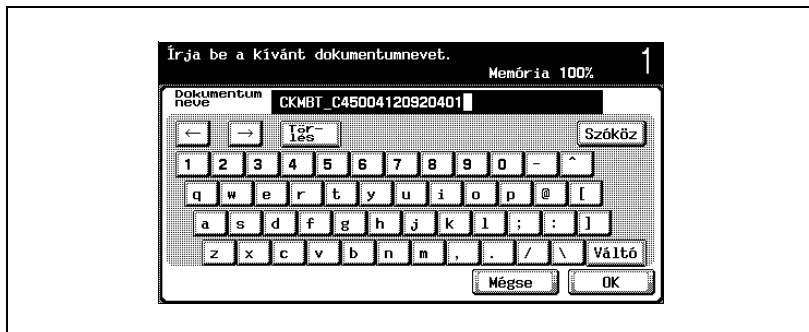 Írja be a kívánt dokumentumnevet.
Memória 100% 1
Dokumentum neve CKMBT_C45004120920401
← → Tör-lés Szóköz
1 2 3 4 5 6 7 8 9 0 - ^
q w e r t y u i o p @ [
a s d f g h j k l ; : ]
z x c v b n m , . / \ Váltó
Mégse OK